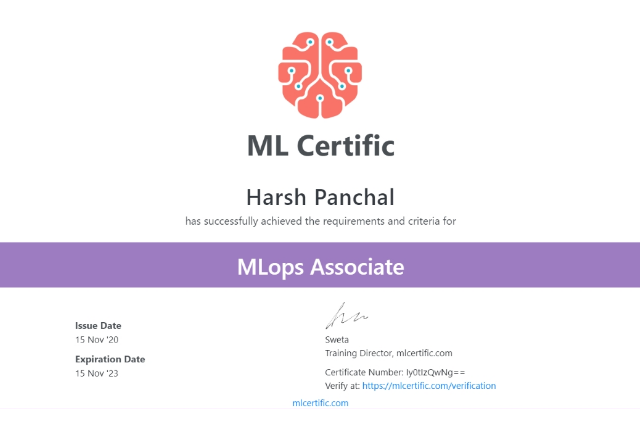 ML Certific
Harsh Panchal
has successfully achieved the requirements and criteria for
MLops Associate
Issue Date
15 Nov '20
Expiration Date
15 Nov '23
Sweta
Training Director, mlcertific.com
Certificate Number: Iy0tIzQwNg==
Verify at: https://mlcertific.com/verification
mlcertific.com